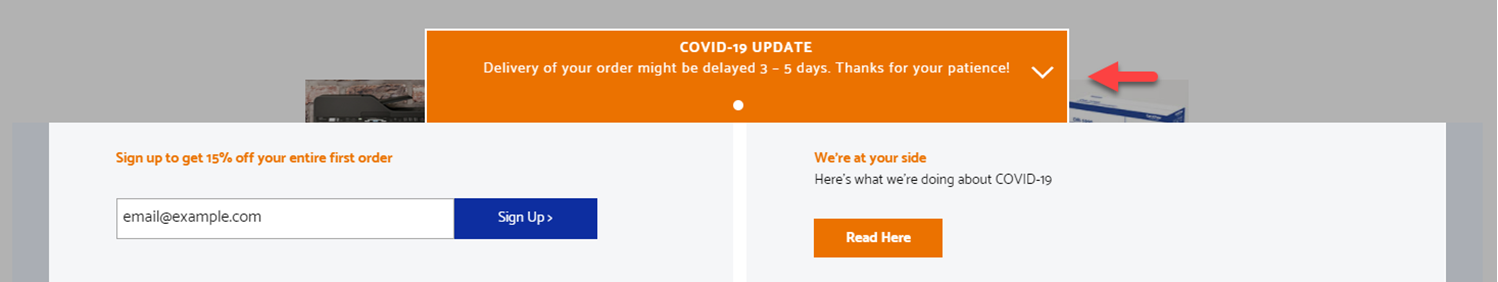 COVID-19 UPDATE
Delivery of your order might be delayed 3 – 5 days. Thanks for your patience!
Sign up to get 15% off your entire first order
email@example.com
Sign Up >
We're at your side
Here's what we're doing about COVID-19
Read Here